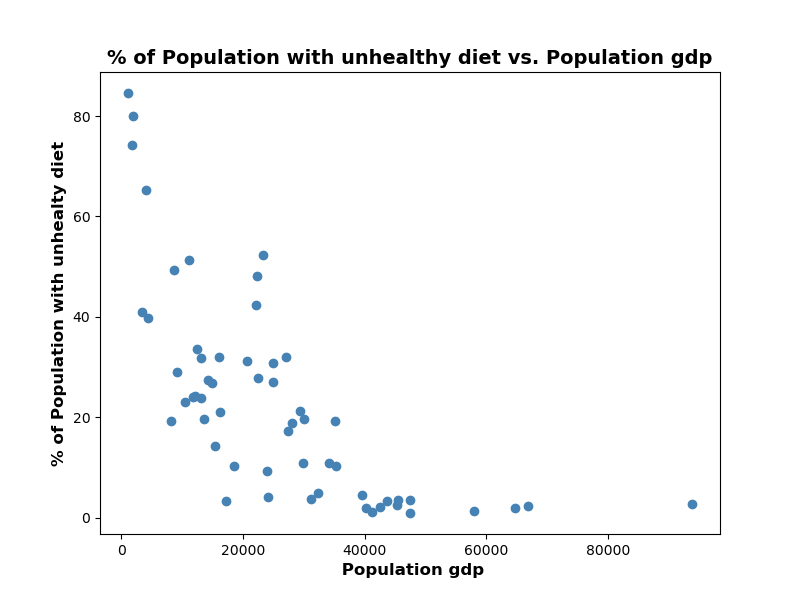 % of Population with unhealthy diet vs. Population gdp
80
60
40
20
0
% of Population with unhealty diet
0 20000 40000 60000 80000
Population gdp